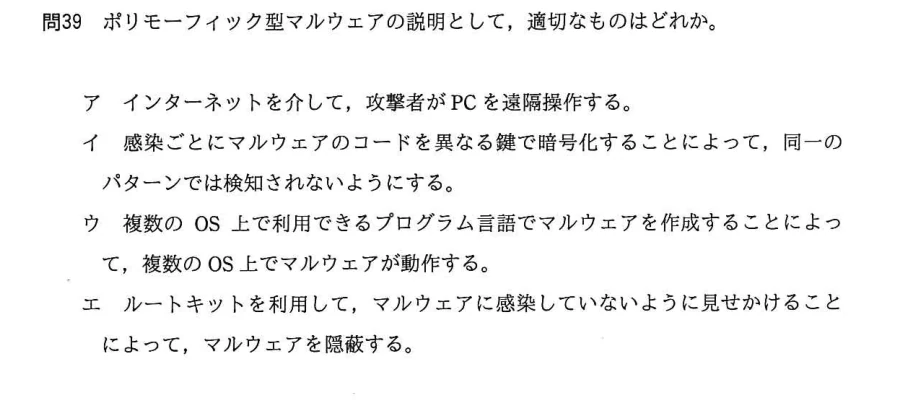 問39　ポリモーフィック型マルウェアの説明として，適切なものはどれか。
ア　インターネットを介して，攻撃者が PC を遠隔操作する。
イ　感染ごとにマルウェアのコードを異なる鍵で暗号化することによって，同一の
パターンでは検知されないようにする。
ウ　複数の OS 上で利用できるプログラム言語でマルウェアを作成することによっ
て，複数の OS 上でマルウェアが動作する。
エ　ルートキットを利用して，マルウェアに感染していないように見せかけること
によって，マルウェアを隠蔽する。